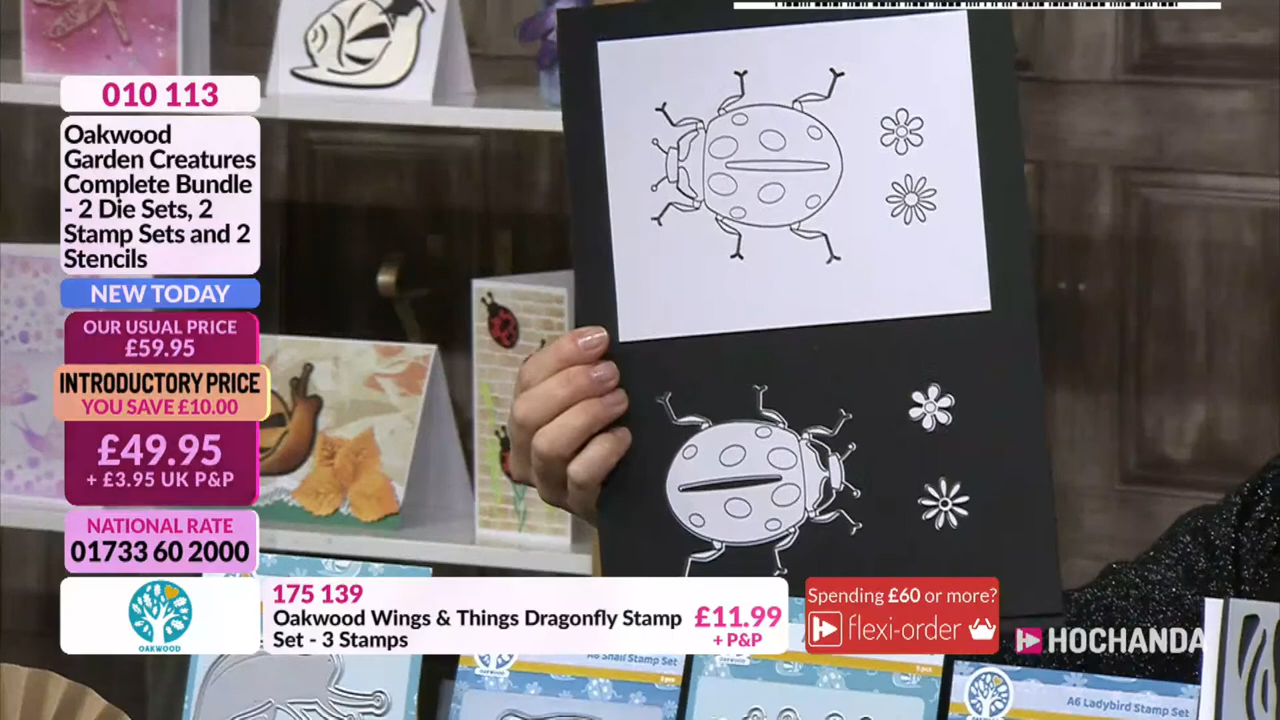 010 113
Oakwood
Garden Creatures
Complete Bundle
- 2 Die Sets, 2
Stamp Sets and 2
Stencils
NEW TODAY
OUR USUAL PRICE
£59.95
INTRODUCTORY PRICE
YOU SAVE £10.00
£49.95
+ £3.95 UK P&P
NATIONAL RATE
01733 60 2000
OAKWOOD
175 139
Oakwood Wings & Things Dragonfly Stamp
Set - 3 Stamps
£11.99
+ P&P
Spending £60 or more?
flexi-order
HOCHANDA
A6 Snail Stamp Set
A6 Ladybird Stamp Set